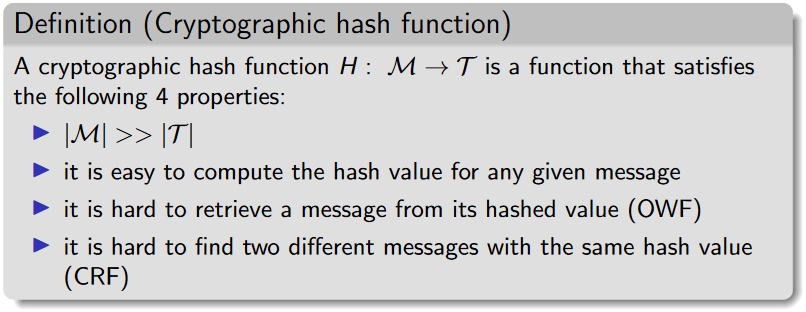 Definition (Cryptographic hash function)
A cryptographic hash function H : ℳ → 𝒯 is a function that satisfies
the following 4 properties:
▶ |ℳ| >> |𝒯|
▶ it is easy to compute the hash value for any given message
▶ it is hard to retrieve a message from its hashed value (OWF)
▶ it is hard to find two different messages with the same hash value
(CRF)